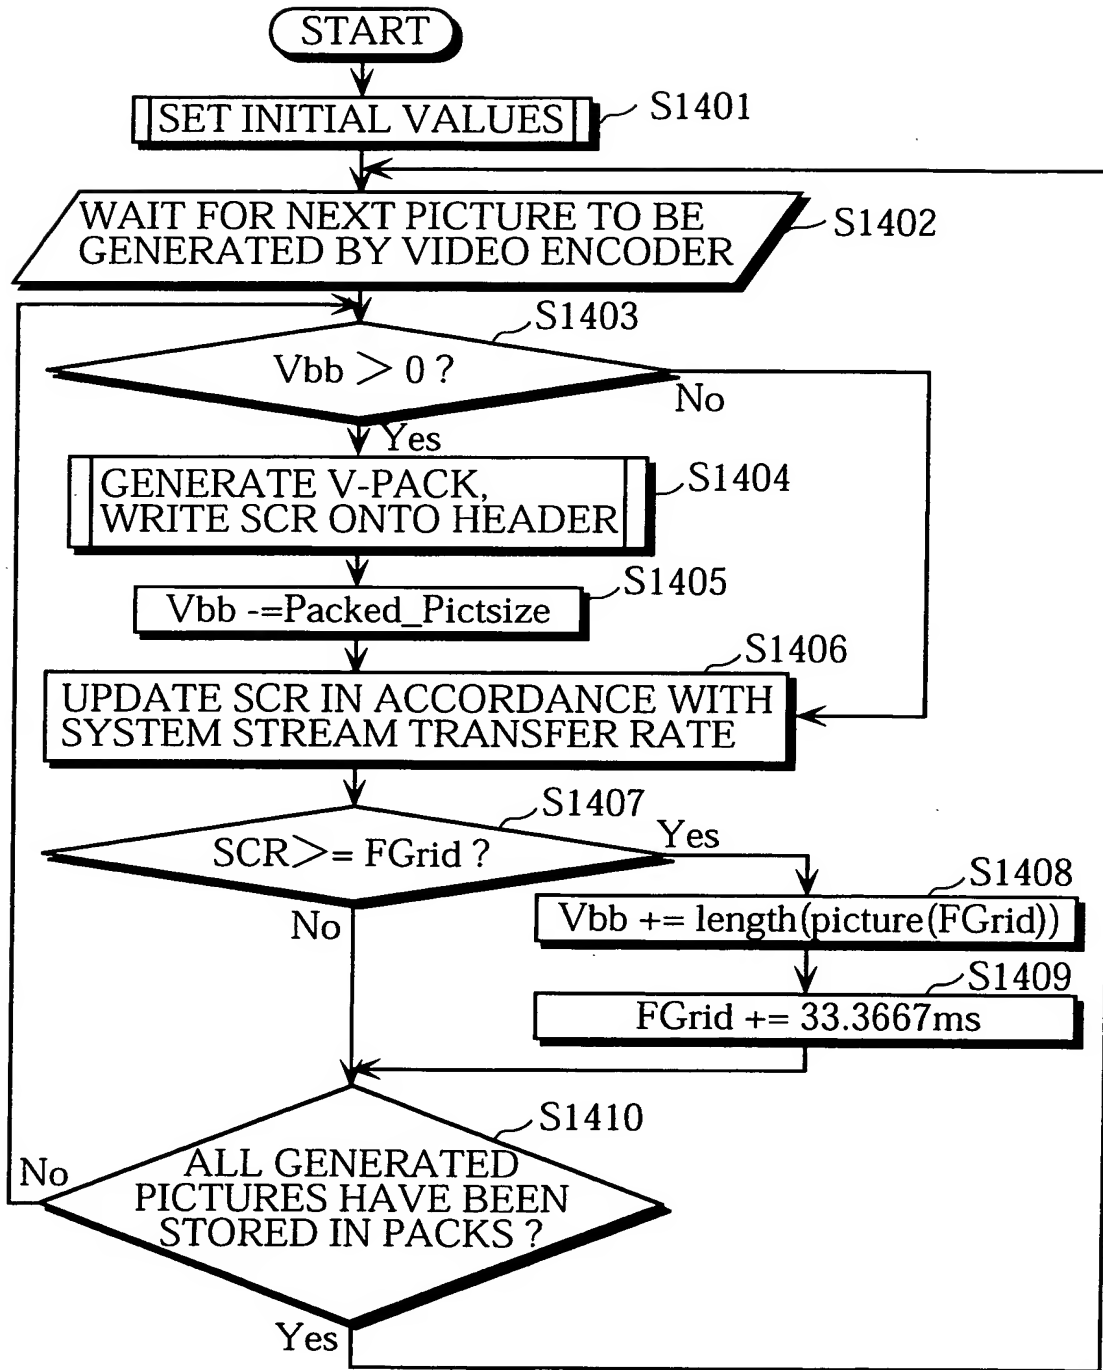 START
SET INITIAL VALUES
S1401
WAIT FOR NEXT PICTURE TO BE
GENERATED BY VIDEO ENCODER
S1402
S1403
Vbb > 0 ?
No
Yes
GENERATE V-PACK,
WRITE SCR ONTO HEADER
S1404
S1405
Vbb -=Packed_Pictsize
S1406
UPDATE SCR IN ACCORDANCE WITH
SYSTEM STREAM TRANSFER RATE
S1407
SCR>= FGrid ?
Yes
No
S1408
Vbb += length(picture(FGrid))
S1409
FGrid += 33.3667ms
S1410
No
ALL GENERATED
PICTURES HAVE BEEN
STORED IN PACKS ?
Yes